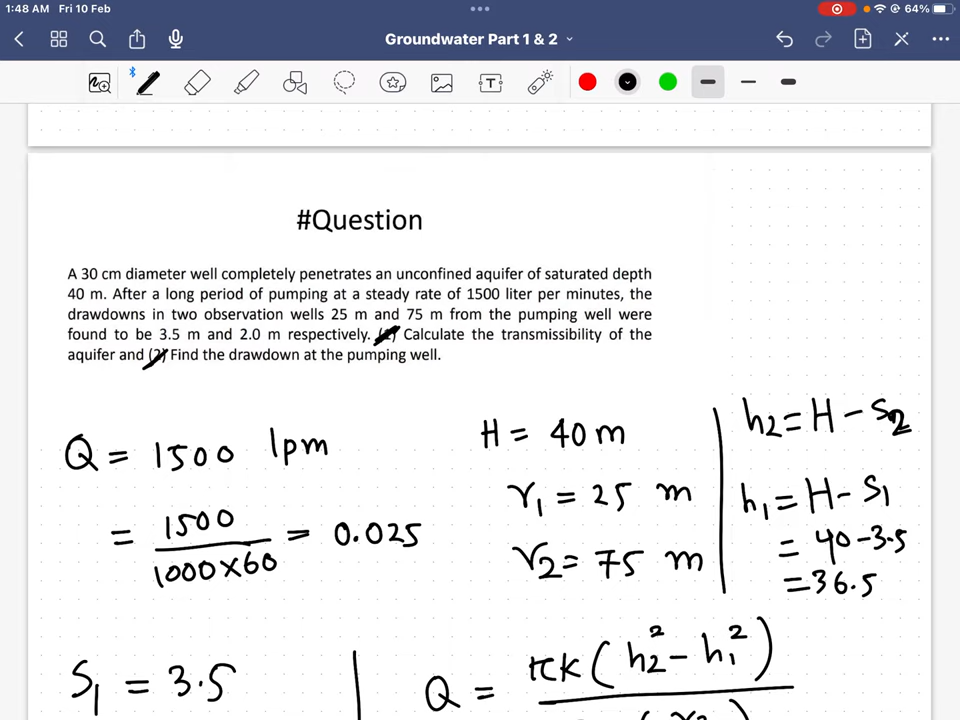 1:48 AM Fri 10 Feb
64%
Groundwater Part 1 & 2
T
#Question
A 30 cm diameter well completely penetrates an unconfined aquifer of saturated depth
40 m. After a long period of pumping at a steady rate of 1500 liter per minutes, the
drawdowns in two observation wells 25 m and 75 m from the pumping well were
found to be 3.5 m and 2.0 m respectively. (1) Calculate the transmissibility of the
aquifer and (2) Find the drawdown at the pumping well.
Q = 1500 lpm
= 1500 / 1000×60 = 0.025
H = 40 m
r₁ = 25 m
r₂ = 75 m
h₂ = H - S₂
h₁ = H - S₁
= 40 - 3.5
= 36.5
S₁ = 3.5
Q = πk (h₂² - h₁²)